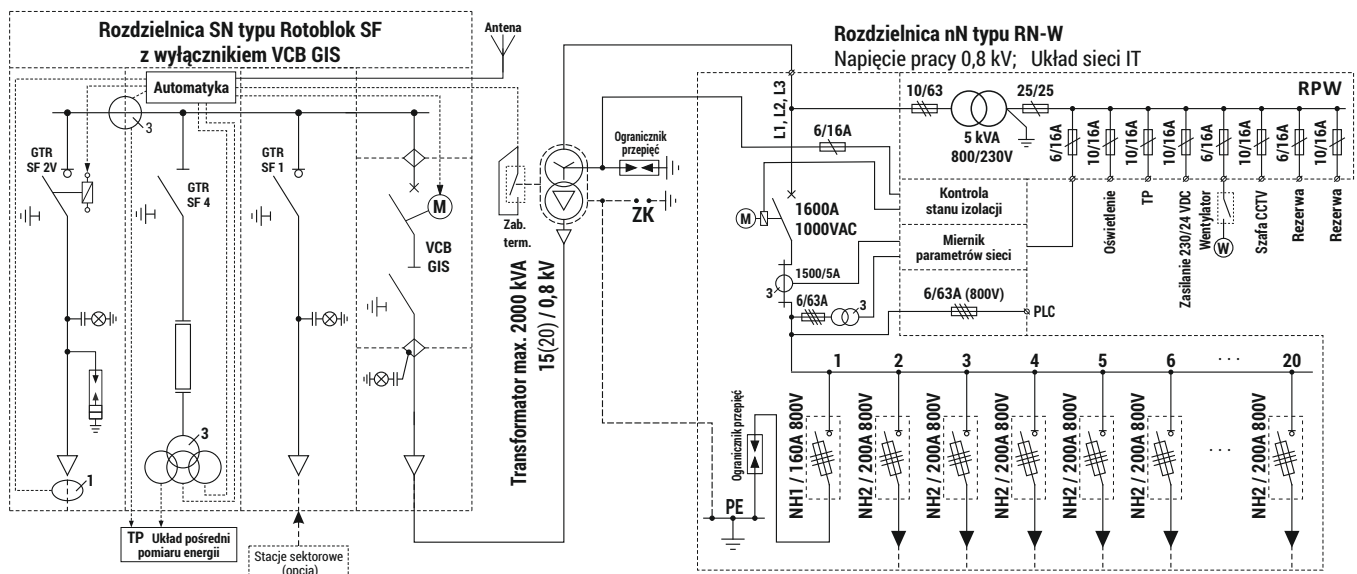 Rozdzielnica SN typu Rotoblok SF
z wyłącznikiem VCB GIS
Antena
Automatyka
3
GTR
SF 2V
GTR
SF 4
GTR
SF 1
M
VCB
GIS
3
1
TP Układ pośredni
pomiaru energii
Stacje sektorowe
(opcja)
Zab.
term.
Transformator max. 2000 kVA
15(20) / 0,8 kV
Ogranicznik
przepięć
ZK
Rozdzielnica nN typu RN-W
Napięcie pracy 0,8 kV; Układ sieci IT
L1, L2, L3
10/63
25/25
RPW
5 kVA
800/230V
6/16A
6/16A
10/16A
10/16A
10/16A
6/16A
10/16A
6/16A
10/16A
Oświetlenie
TP
Zasilanie 230/24 VDC
Wentylator
W
Szafa CCTV
Rezerwa
Rezerwa
Kontrola
stanu izolacji
Miernik
parametrów sieci
M
1600A
1000VAC
1500/5A
3
6/63A
3
6/63A (800V)
PLC
1
2
3
4
5
6
· · ·
20
Ogranicznik przepięć
PE
NH1 / 160A 800V
NH2 / 200A 800V
NH2 / 200A 800V
NH2 / 200A 800V
NH2 / 200A 800V
NH2 / 200A 800V
· · ·
NH2 / 200A 800V